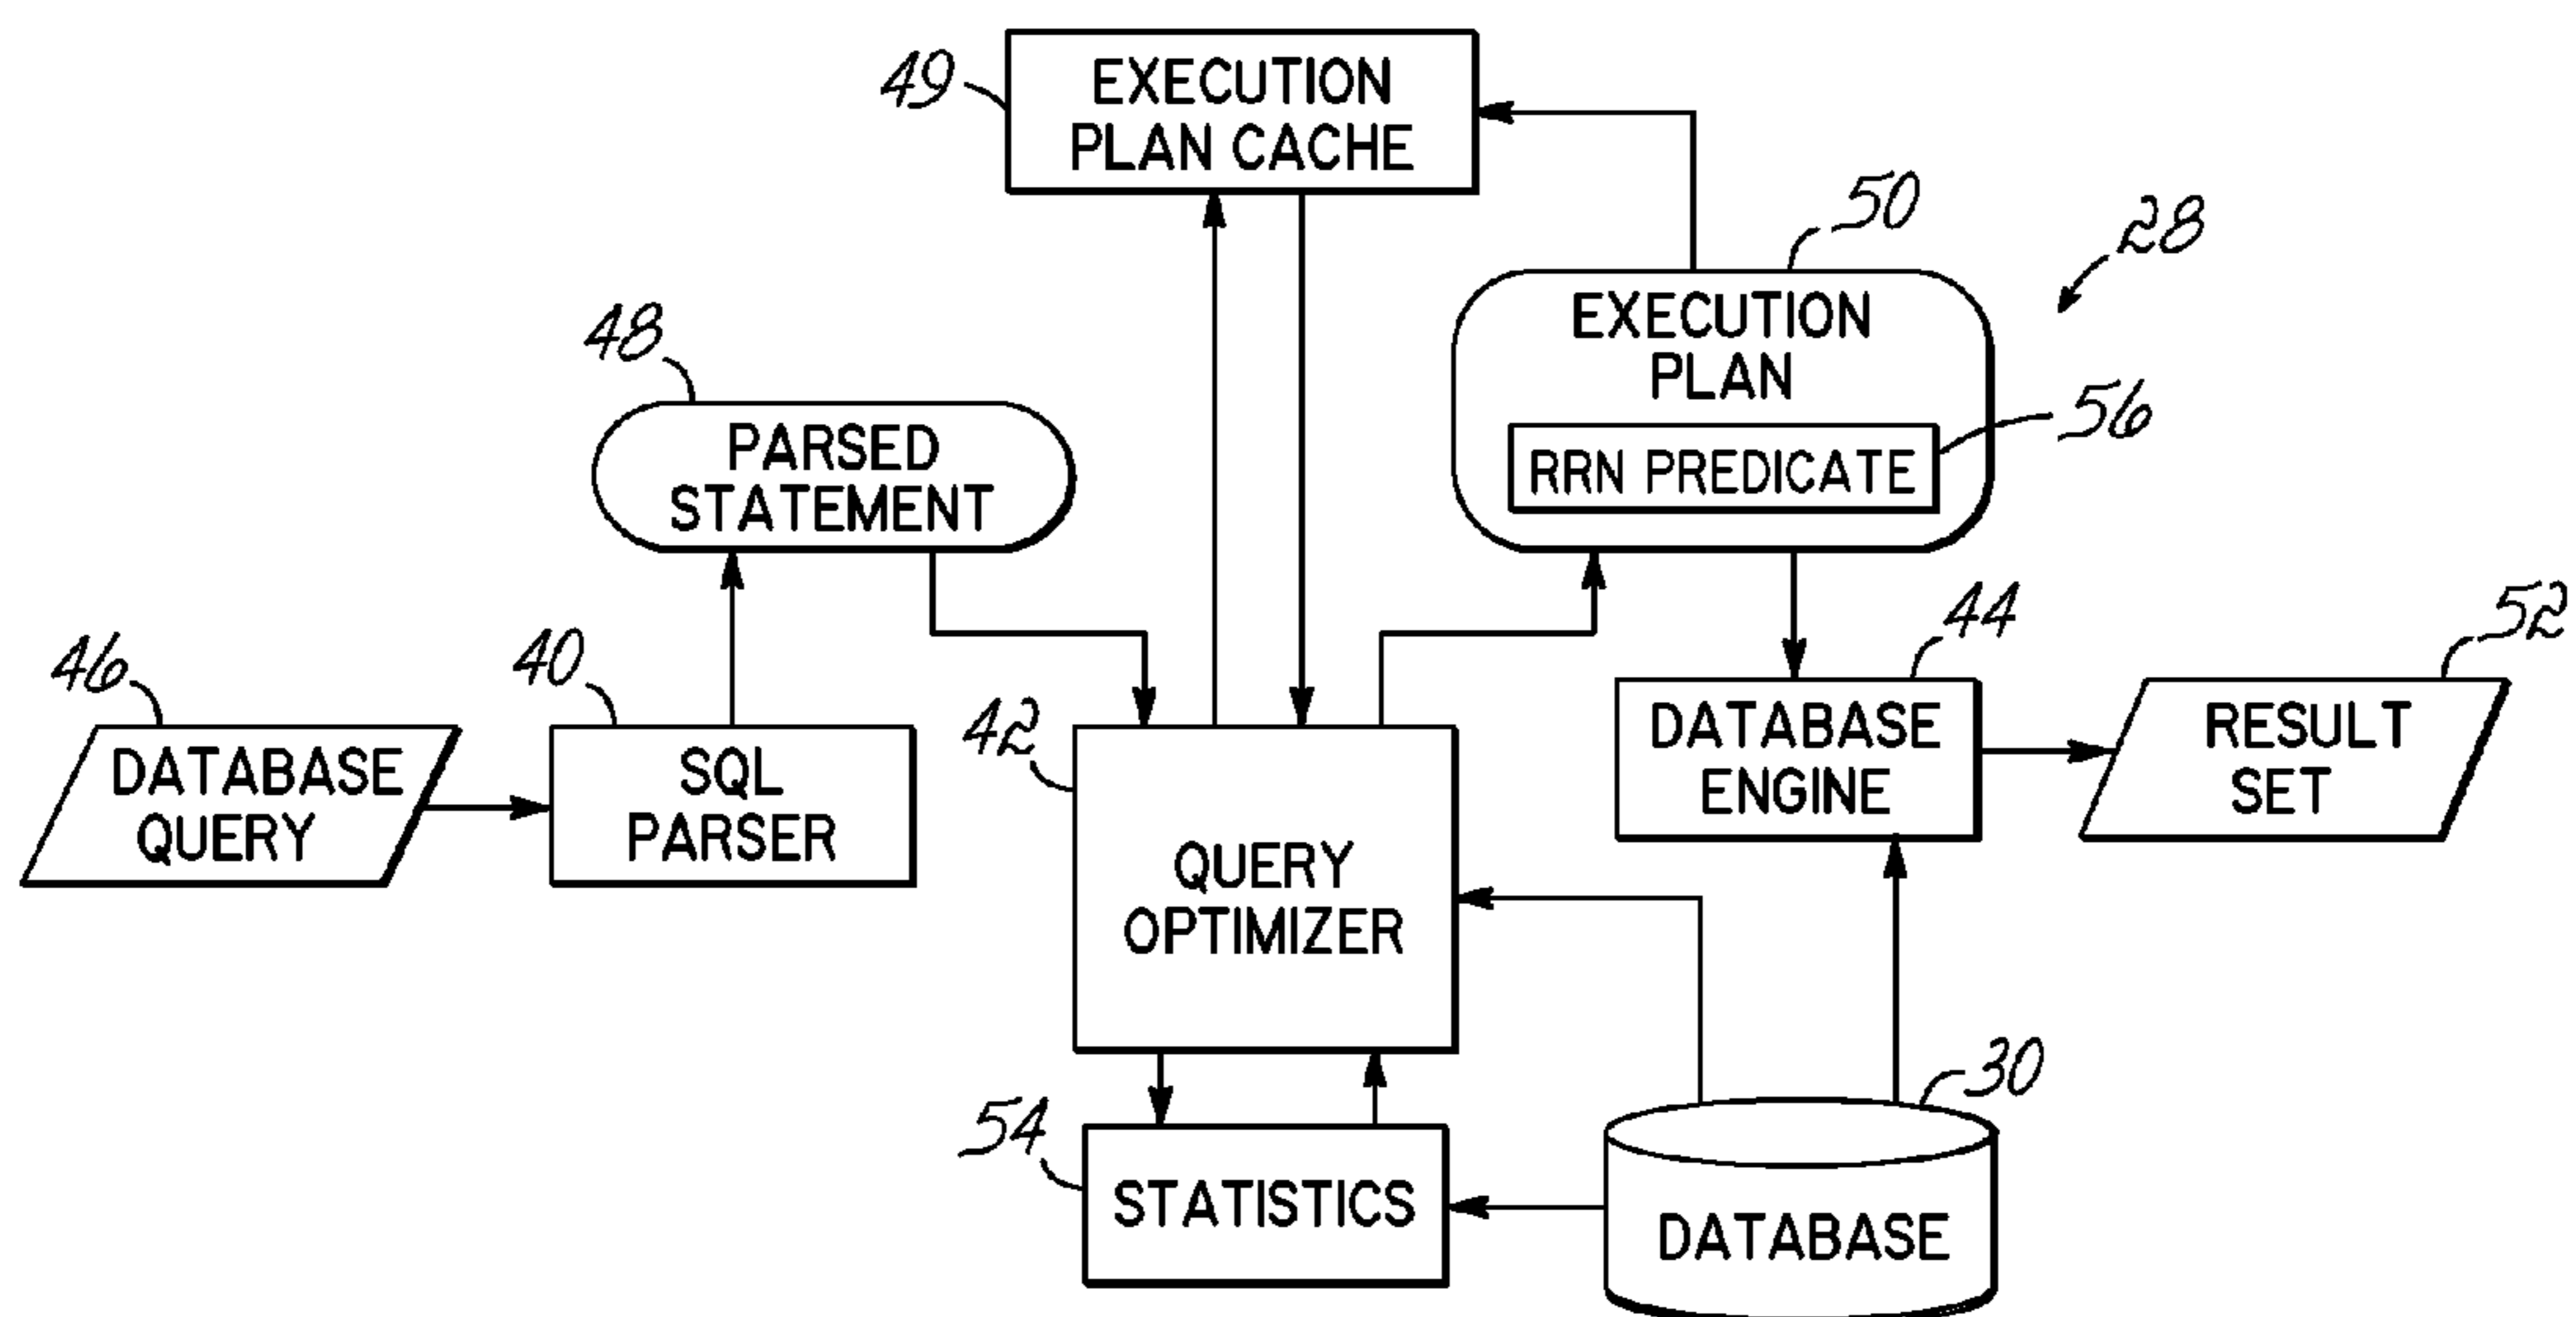 49
EXECUTION
PLAN CACHE
50
28
EXECUTION
PLAN
48
56
PARSED
STATEMENT
RRN PREDICATE
46
40
44
52
DATABASE
QUERY
SQL
PARSER
42
DATABASE
ENGINE
RESULT
SET
QUERY
OPTIMIZER
30
54
STATISTICS
DATABASE